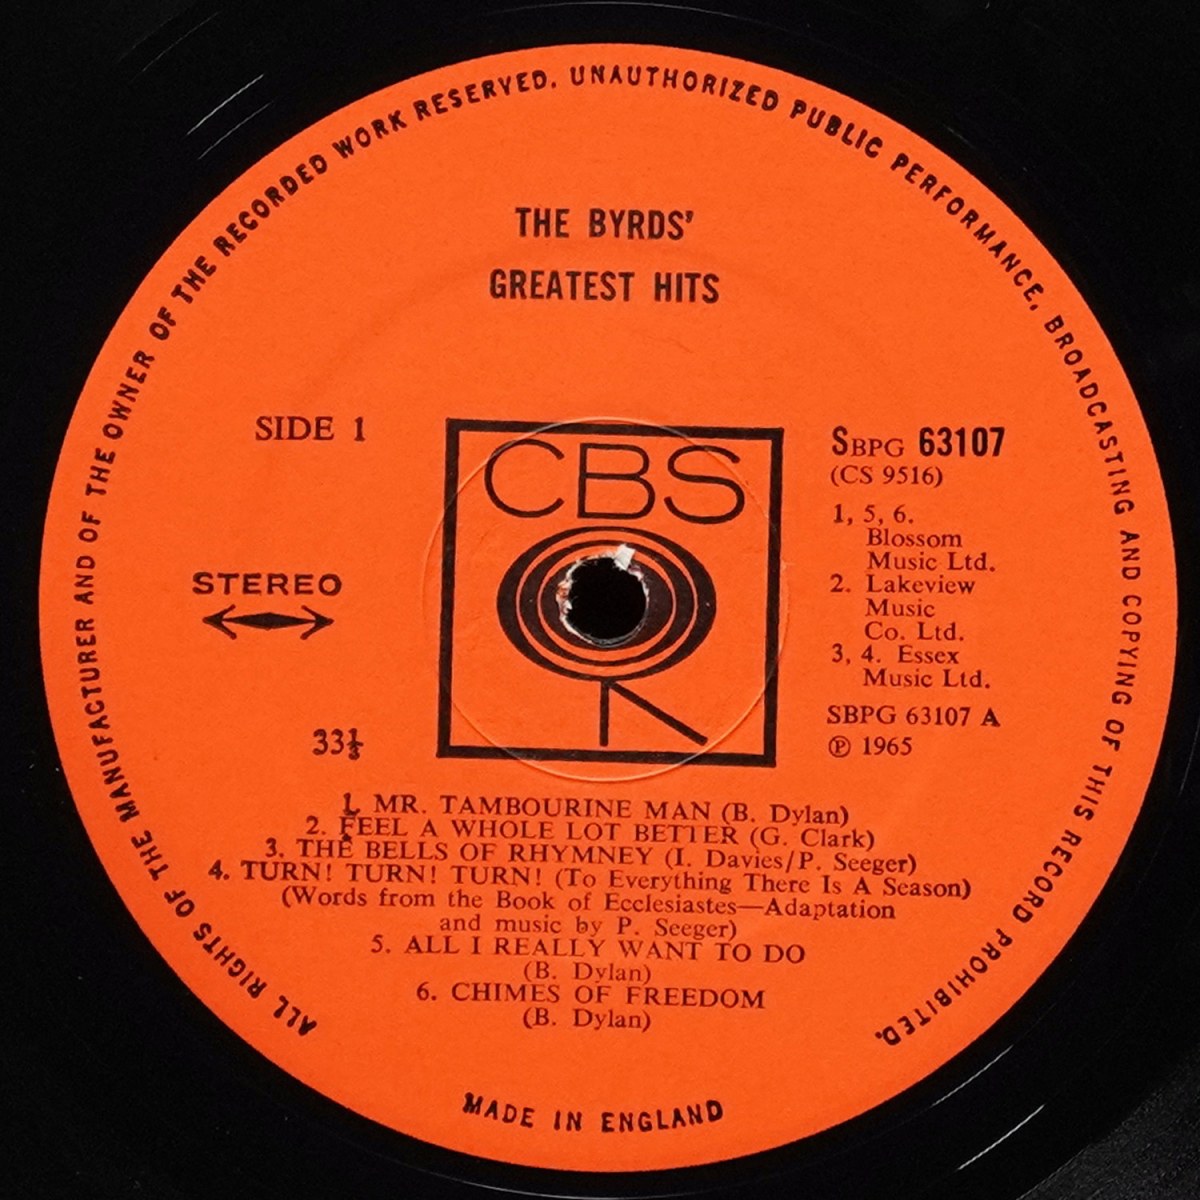 ALL RIGHTS OF THE MANUFACTURER AND OF THE OWNER OF THE RECORDED WORK RESERVED. UNAUTHORIZED PUBLIC PERFORMANCE, BROADCASTING AND COPYING OF THIS RECORD PROHIBITED.
THE BYRDS'
GREATEST HITS
SIDE 1
CBS
SBPG 63107
(CS 9516)
1, 5, 6.
Blossom
Music Ltd.
2. Lakeview
Music
Co. Ltd.
3, 4. Essex
Music Ltd.
SBPG 63107 A
℗ 1965
STEREO
33⅓
1. MR. TAMBOURINE MAN (B. Dylan)
2. FEEL A WHOLE LOT BETTER (G. Clark)
3. THE BELLS OF RHYMNEY (I. Davies/P. Seeger)
4. TURN! TURN! TURN! (To Everything There Is A Season)
(Words from the Book of Ecclesiastes—Adaptation
and music by P. Seeger)
5. ALL I REALLY WANT TO DO
(B. Dylan)
6. CHIMES OF FREEDOM
(B. Dylan)
MADE IN ENGLAND